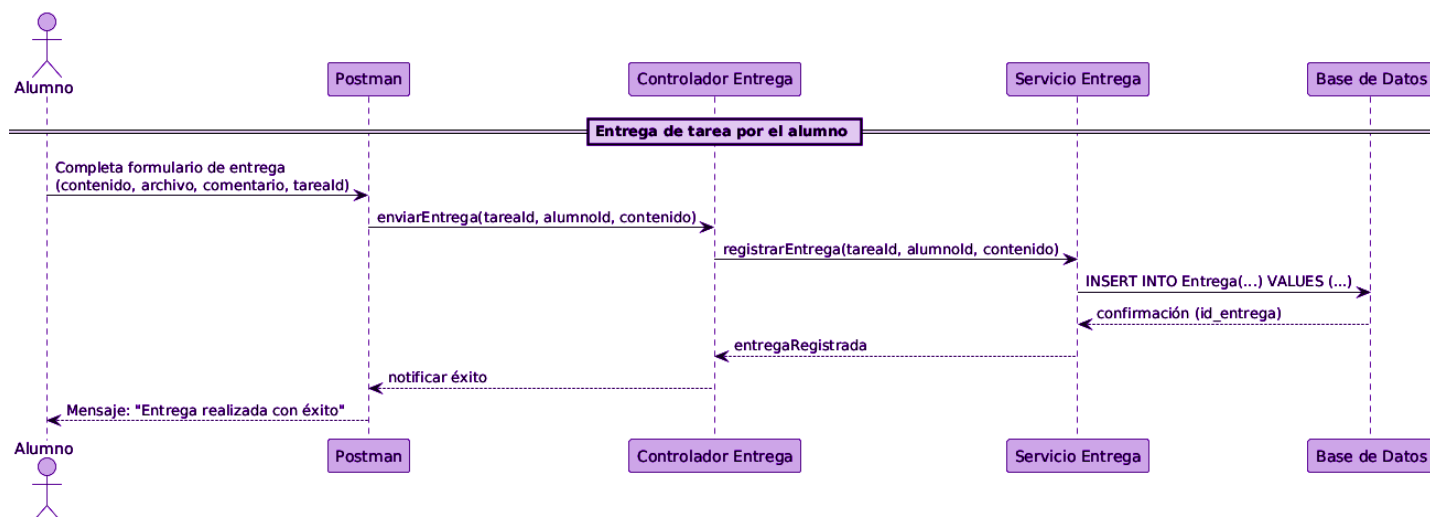 Alumno
Postman
Controlador Entrega
Servicio Entrega
Base de Datos
Entrega de tarea por el alumno
Completa formulario de entrega
(contenido, archivo, comentario, tareaId)
enviarEntrega(tareaId, alumnoId, contenido)
registrarEntrega(tareaId, alumnoId, contenido)
INSERT INTO Entrega(...) VALUES (...)
confirmación (id_entrega)
entregaRegistrada
notificar éxito
Mensaje: "Entrega realizada con éxito"
Alumno
Postman
Controlador Entrega
Servicio Entrega
Base de Datos